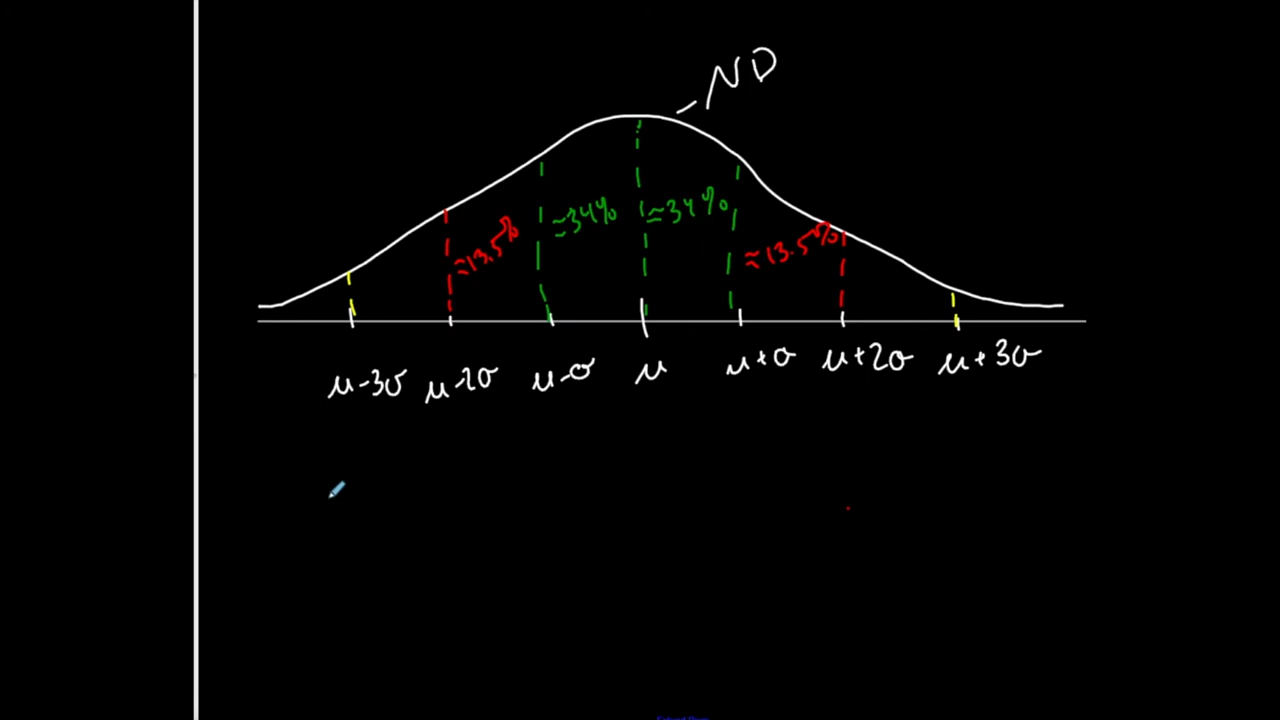 ND
≈34% ≈34%
≈13.5% ≈13.5%
μ-3σ μ-2σ μ-σ μ μ+σ μ+2σ μ+3σ